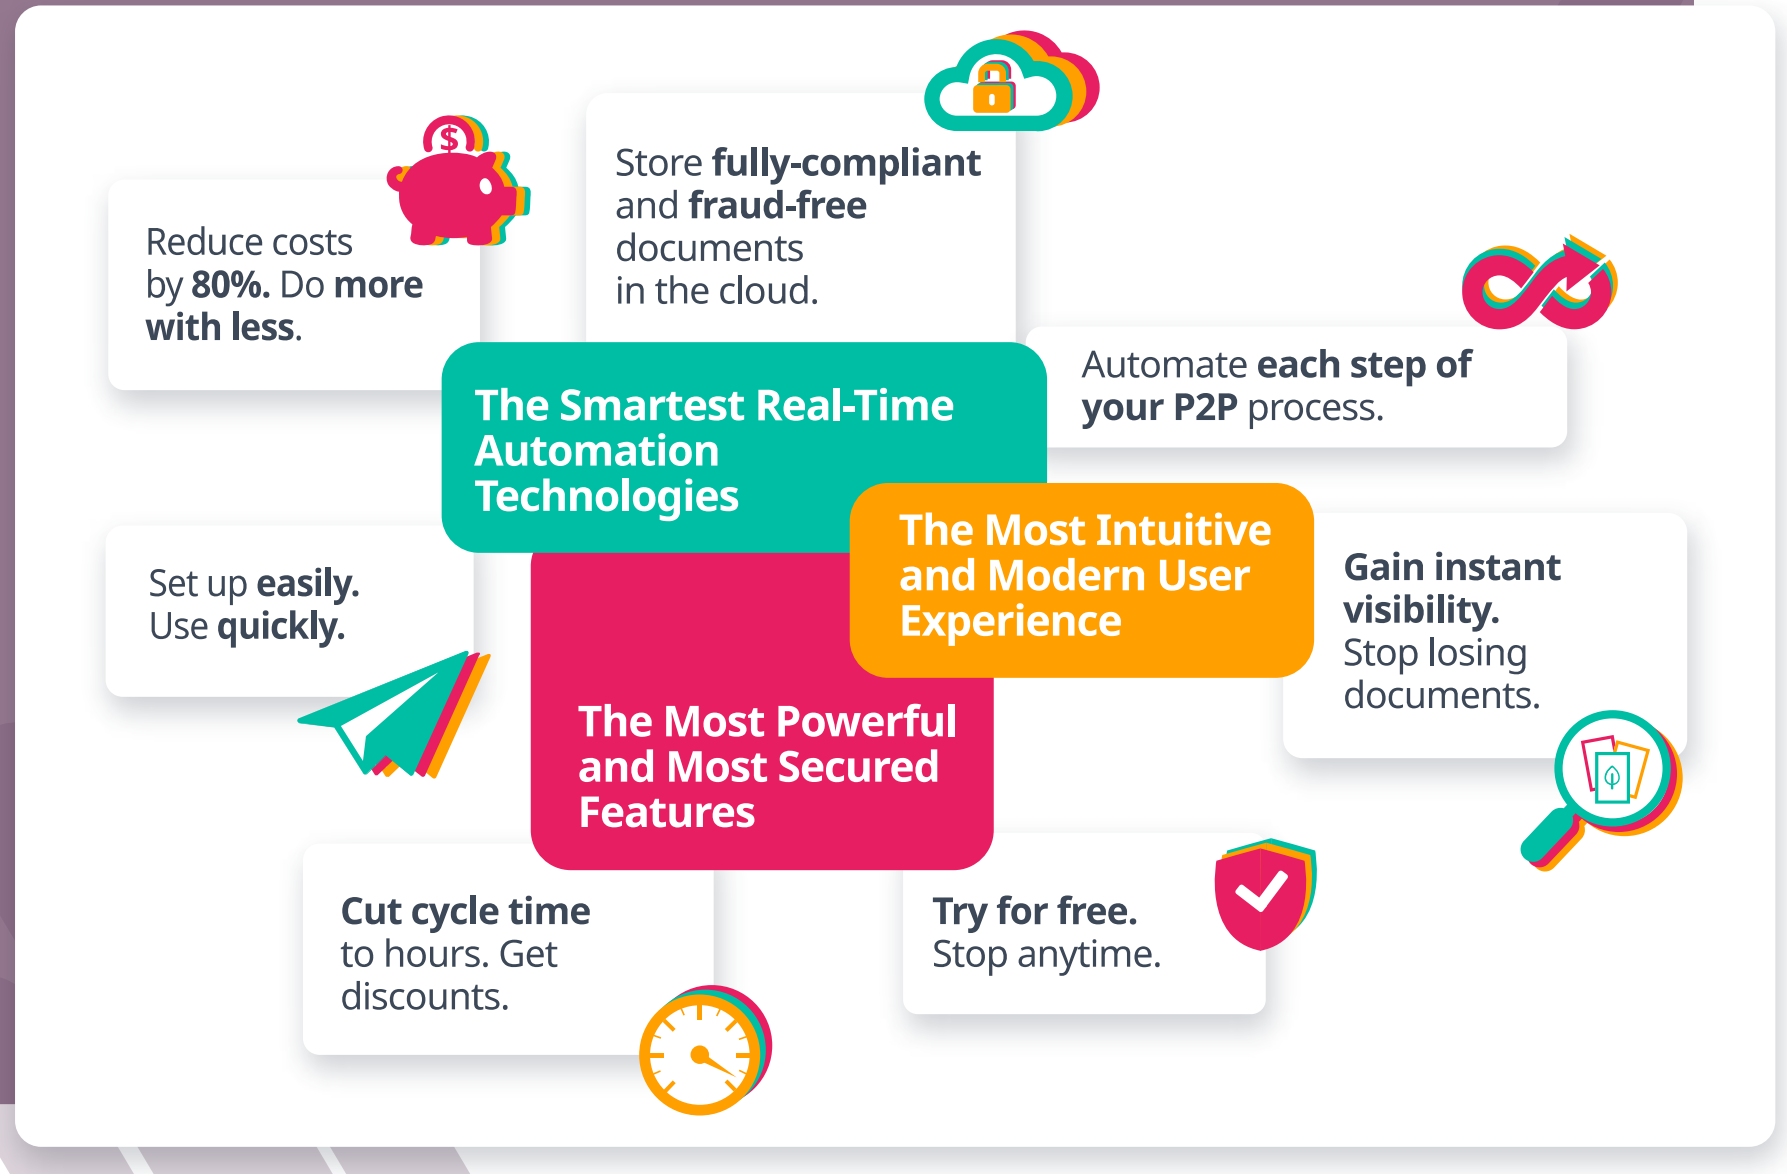 $
Reduce costs
by 80%. Do more
with less.
Store fully-compliant
and fraud-free
documents
in the cloud.
Automate each step of
your P2P process.
The Smartest Real-Time
Automation
Technologies
The Most Intuitive
and Modern User
Experience
Gain instant
visibility.
Stop losing
documents.
Set up easily.
Use quickly.
The Most Powerful
and Most Secured
Features
Cut cycle time
to hours. Get
discounts.
Try for free.
Stop anytime.